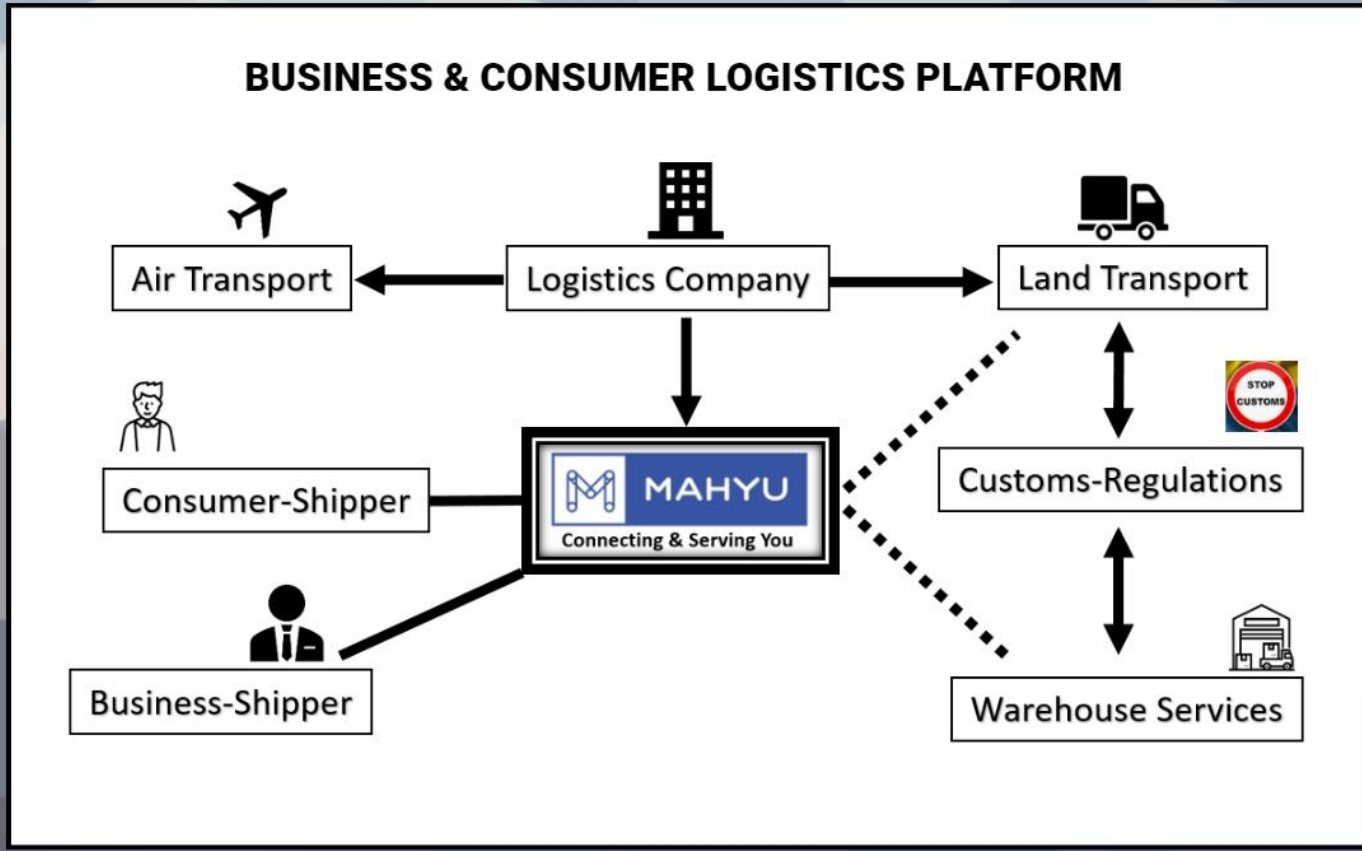 BUSINESS & CONSUMER LOGISTICS PLATFORM
Air Transport
Logistics Company
Land Transport
STOP
CUSTOMS
Consumer-Shipper
M MAHYU
Connecting & Serving You
Customs-Regulations
Business-Shipper
Warehouse Services